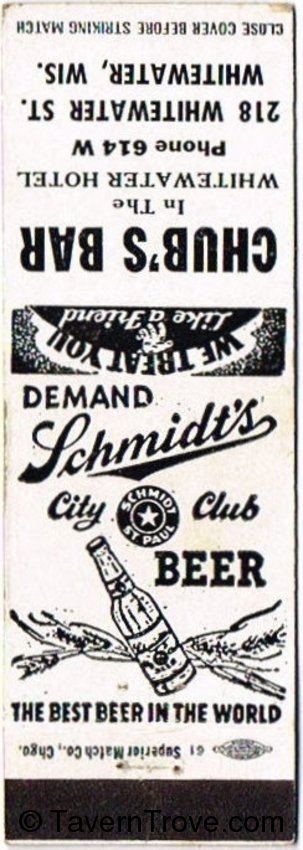 CLOSE COVER BEFORE STRIKING MATCH
CHUB'S BAR
In The
WHITEWATER HOTEL
Phone 614 W
218 WHITEWATER ST.
WHITEWATER, WIS.
WE TREAT YOU
Like a Friend
DEMAND
Schmidt's
City Club
SCHMIDT
ST PAUL
BEER
THE BEST BEER IN THE WORLD
61 Superior Match Co., Chgo.
© TavernTrove.com